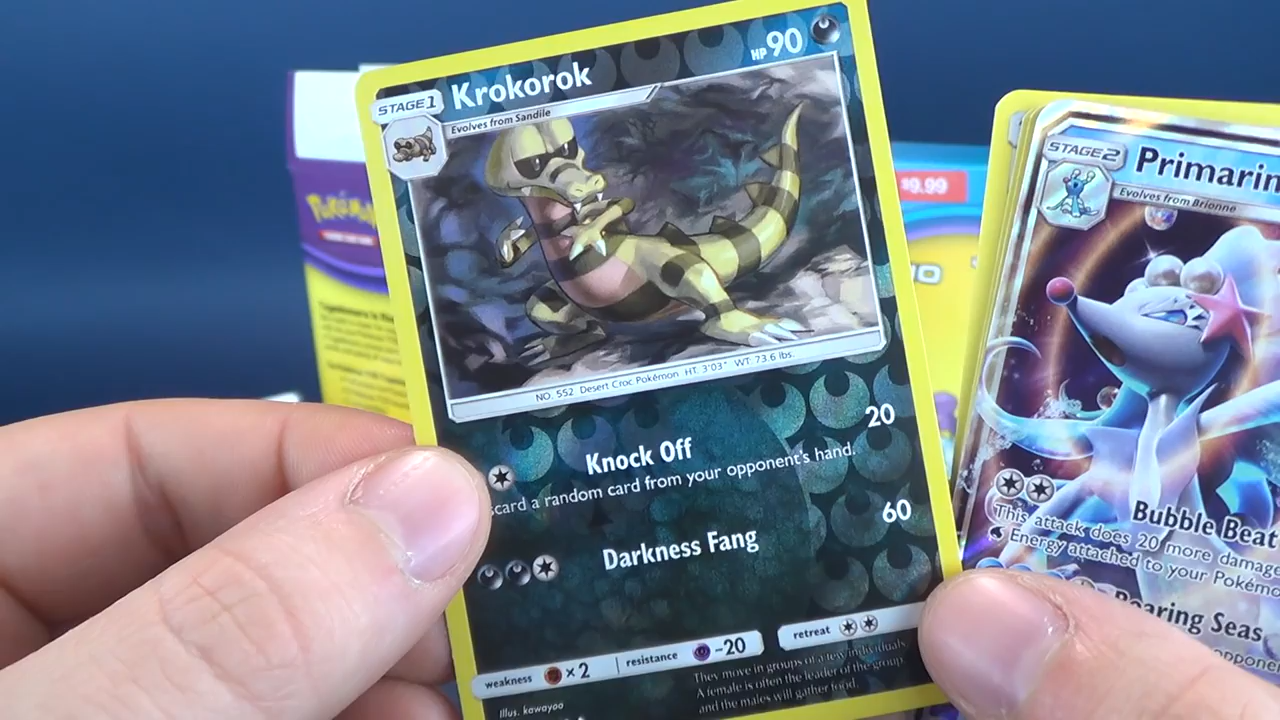 STAGE 1
Krokorok
HP 90
Evolves from Sandile
NO. 552 Desert Croc Pokémon HT: 3'03" WT: 73.6 lbs.
Knock Off
20
scard a random card from your opponent's hand.
Darkness Fang
60
weakness ×2
resistance -20
retreat
They move in groups of a few individuals.
A female is often the leader of the group,
and the males will gather food.
Illus. kawayoo
STAGE 2
Primarin
Evolves from Brionne
Bubble Beat
This attack does 20 more damage
Energy attached to your Pokémo
Roaring Seas
opponen
Pokémo
$9.99